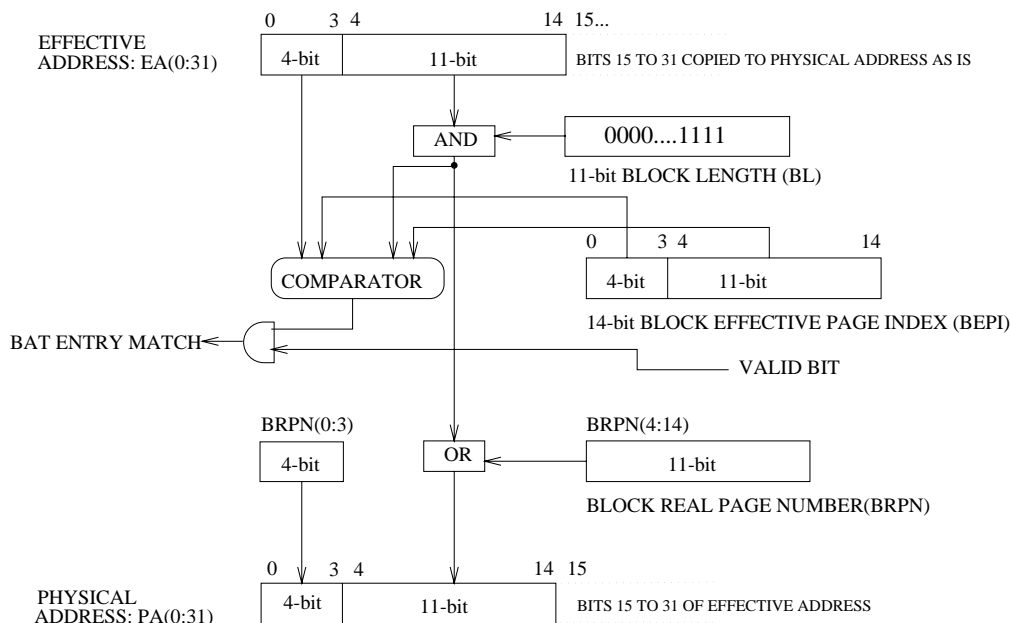 0 3 4 14 15...
EFFECTIVE
ADDRESS: EA(0:31)
4-bit 11-bit BITS 15 TO 31 COPIED TO PHYSICAL ADDRESS AS IS
AND 0000....1111
11-bit BLOCK LENGTH (BL)
0 3 4 14
COMPARATOR 4-bit 11-bit
14-bit BLOCK EFFECTIVE PAGE INDEX (BEPI)
BAT ENTRY MATCH
VALID BIT
BRPN(0:3) BRPN(4:14)
4-bit OR 11-bit
BLOCK REAL PAGE NUMBER(BRPN)
0 3 4 14 15
PHYSICAL
ADDRESS: PA(0:31)
4-bit 11-bit BITS 15 TO 31 OF EFFECTIVE ADDRESS